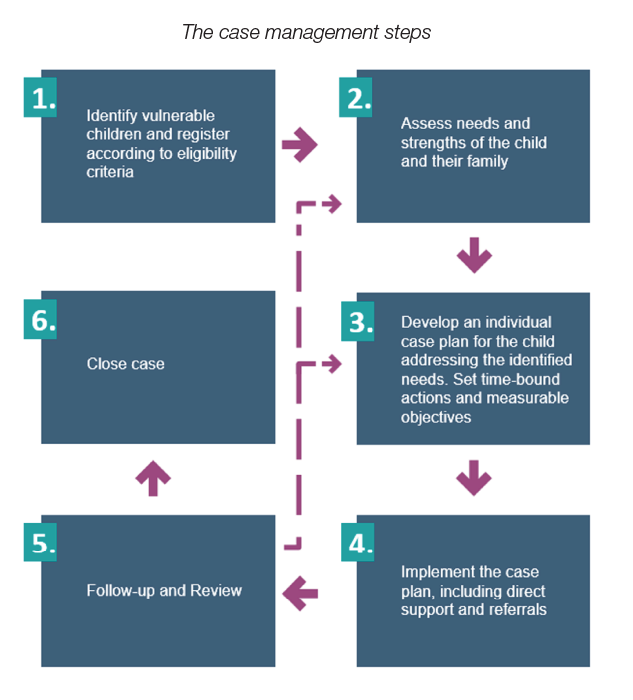 The case management steps
1.
Identify vulnerable
children and register
according to eligibility
criteria
2.
Assess needs and
strengths of the child
and their family
3.
Develop an individual
case plan for the child
addressing the identified
needs. Set time-bound
actions and measurable
objectives
4.
Implement the case
plan, including direct
support and referrals
5.
Follow-up and Review
6.
Close case